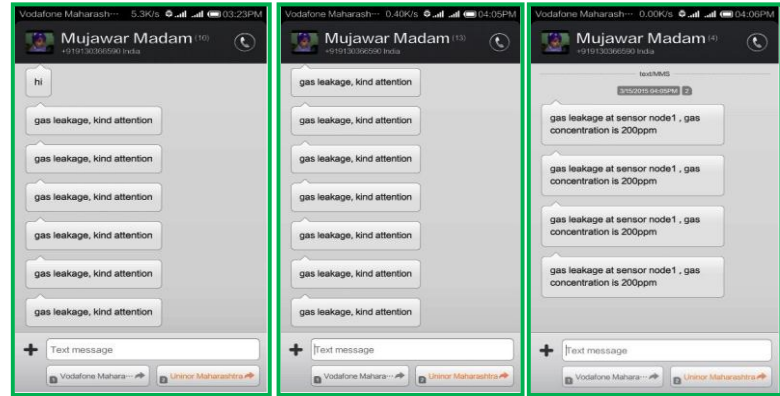 Vodafone Maharash··· 5.3K/s 03:23PM
Mujawar Madam (16)
+919130366590 India
hi
gas leakage, kind attention
gas leakage, kind attention
gas leakage, kind attention
gas leakage, kind attention
gas leakage, kind attention
gas leakage, kind attention
Text message
Vodafone Mahara···
Uninor Maharashtra
Vodafone Maharash··· 0.40K/s 04:05PM
Mujawar Madam (13)
+919130366590 India
gas leakage, kind attention
gas leakage, kind attention
gas leakage, kind attention
gas leakage, kind attention
gas leakage, kind attention
gas leakage, kind attention
gas leakage, kind attention
Text message
Vodafone Mahara···
Uninor Maharashtra
Vodafone Maharash··· 0.00K/s 04:06PM
Mujawar Madam (4)
+919130366590 India
text/MMS
3/15/2015 04:05PM 2
gas leakage at sensor node1 , gas
concentration is 200ppm
gas leakage at sensor node1 , gas
concentration is 200ppm
gas leakage at sensor node1 , gas
concentration is 200ppm
gas leakage at sensor node1 , gas
concentration is 200ppm
Text message
Vodafone Mahara···
Uninor Maharashtra